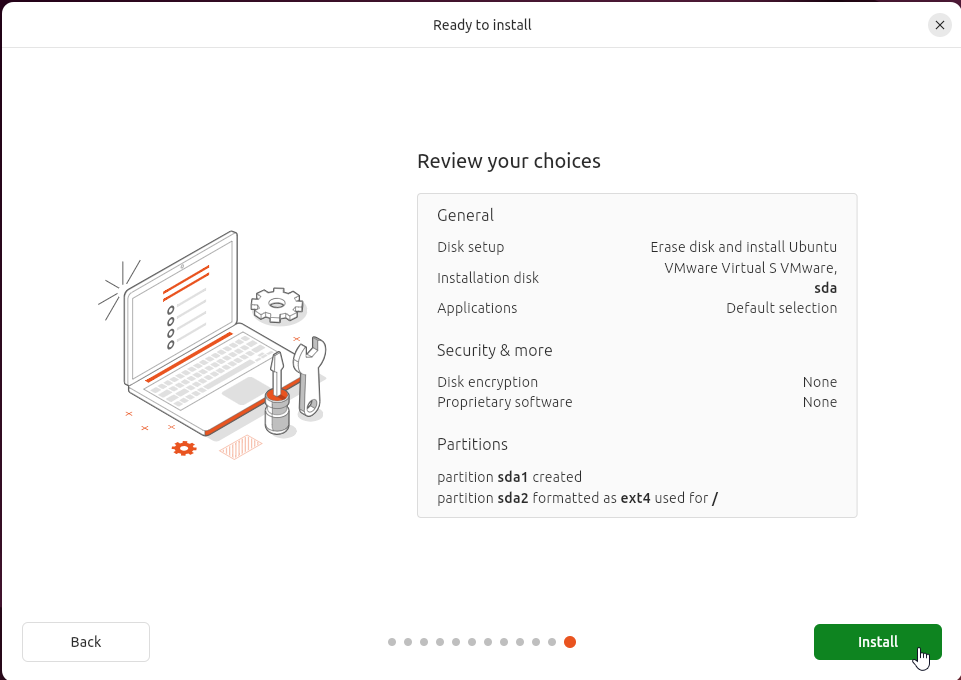 Ready to install
Review your choices
General
Disk setup Erase disk and install Ubuntu
Installation disk VMware Virtual S VMware,
sda
Applications Default selection
Security & more
Disk encryption None
Proprietary software None
Partitions
partition sda1 created
partition sda2 formatted as ext4 used for /
Back Install